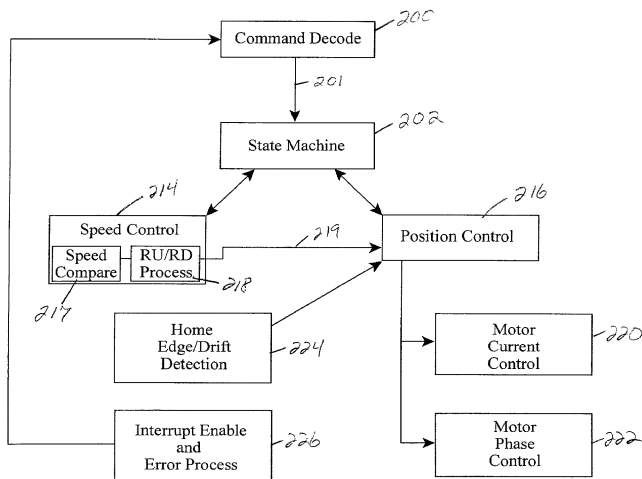 200
Command Decode
201
202
State Machine
214
216
Speed Control
219
Position Control
Speed
Compare
RU/RD
Process
217
218
Home
Edge/Drift
Detection
224
Motor
Current
Control
220
Interrupt Enable
and
Error Process
226
Motor
Phase
Control
222